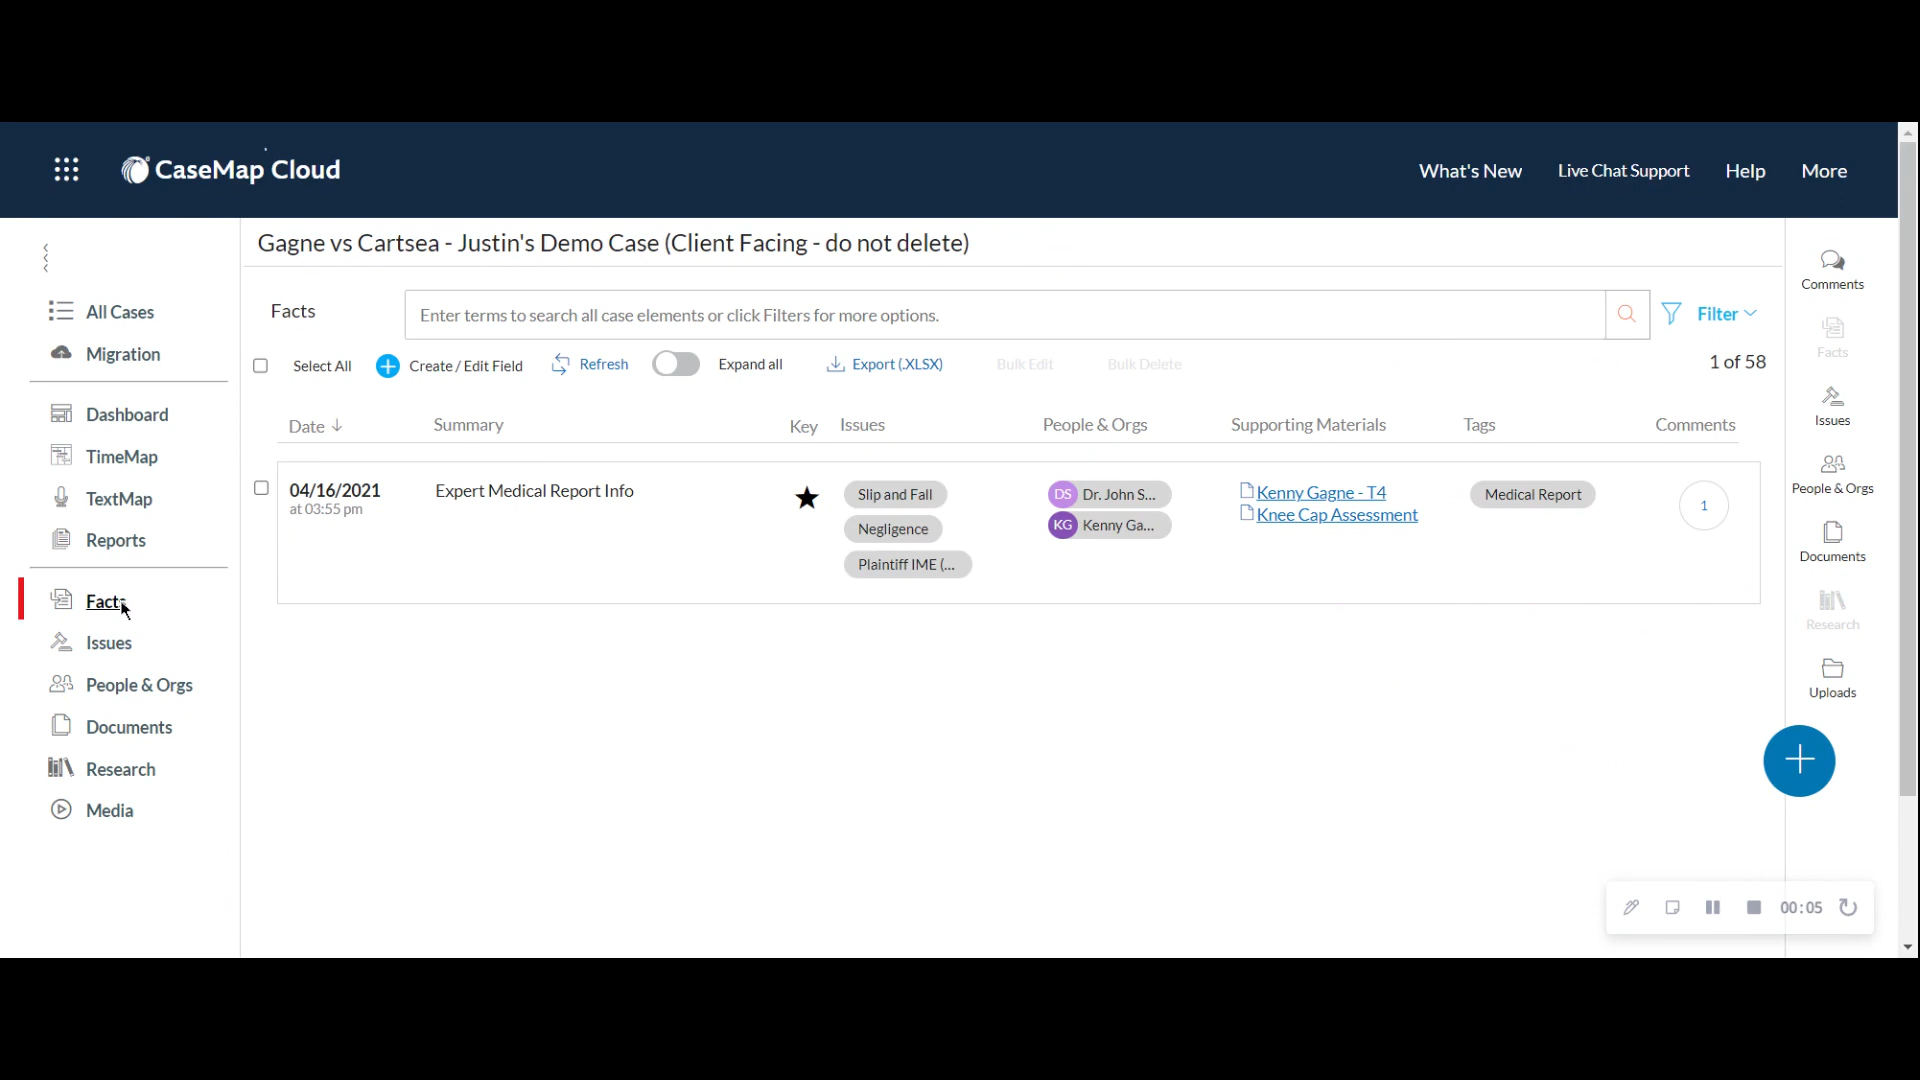 CaseMap Cloud
What's New Live Chat Support Help More
Gagne vs Cartsea - Justin's Demo Case (Client Facing - do not delete)
All Cases
Migration
Dashboard
TimeMap
TextMap
Reports
Facts
Issues
People & Orgs
Documents
Research
Media
Facts
Enter terms to search all case elements or click Filters for more options.
Filter
Select All Create / Edit Field Refresh Expand all Export (.XLSX) Bulk Edit Bulk Delete 1 of 58
Date Summary Key Issues People & Orgs Supporting Materials Tags Comments
04/16/2021
at 03:55 pm
Expert Medical Report Info
Slip and Fall
Negligence
Plaintiff IME (...
DS Dr. John S...
KG Kenny Ga...
Kenny Gagne - T4
Knee Cap Assessment
Medical Report
1
Comments
Facts
Issues
People & Orgs
Documents
Research
Uploads
00:05